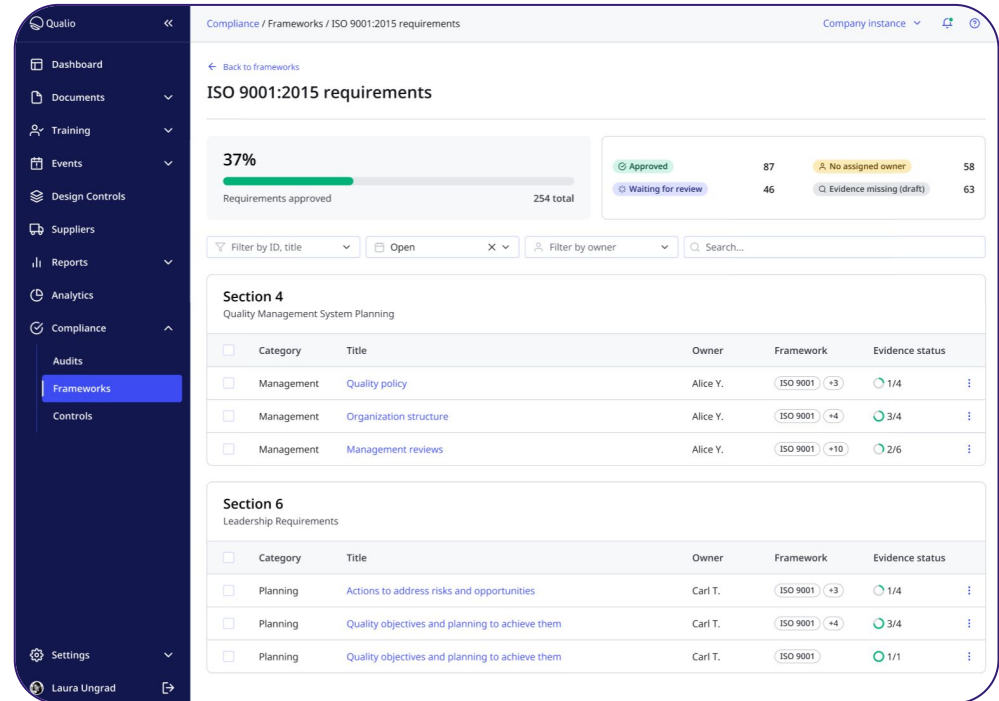 Qualio
Dashboard
Documents
Training
Events
Design Controls
Suppliers
Reports
Analytics
Compliance
Audits
Frameworks
Controls
Settings
Laura Ungrad
Compliance / Frameworks / ISO 9001:2015 requirements
Company instance
Back to frameworks
ISO 9001:2015 requirements
37%
Requirements approved 254 total
Approved 87 No assigned owner 58
Waiting for review 46 Evidence missing (draft) 63
Filter by ID, title Open Filter by owner Search...
Section 4
Quality Management System Planning
Category Title Owner Framework Evidence status
Management Quality policy Alice Y. ISO 9001 +3 1/4
Management Organization structure Alice Y. ISO 9001 +4 3/4
Management Management reviews Alice Y. ISO 9001 +10 2/6
Section 6
Leadership Requirements
Category Title Owner Framework Evidence status
Planning Actions to address risks and opportunities Carl T. ISO 9001 +3 1/4
Planning Quality objectives and planning to achieve them Carl T. ISO 9001 +4 3/4
Planning Quality objectives and planning to achieve them Carl T. ISO 9001 1/1